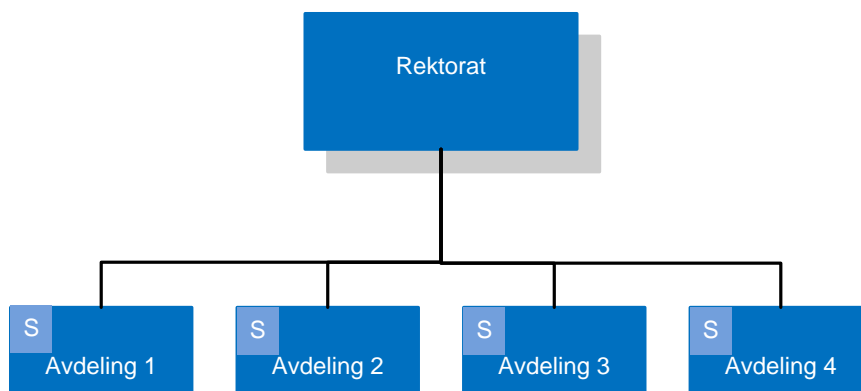 Rektorat
S
Avdeling 1
S
Avdeling 2
S
Avdeling 3
S
Avdeling 4